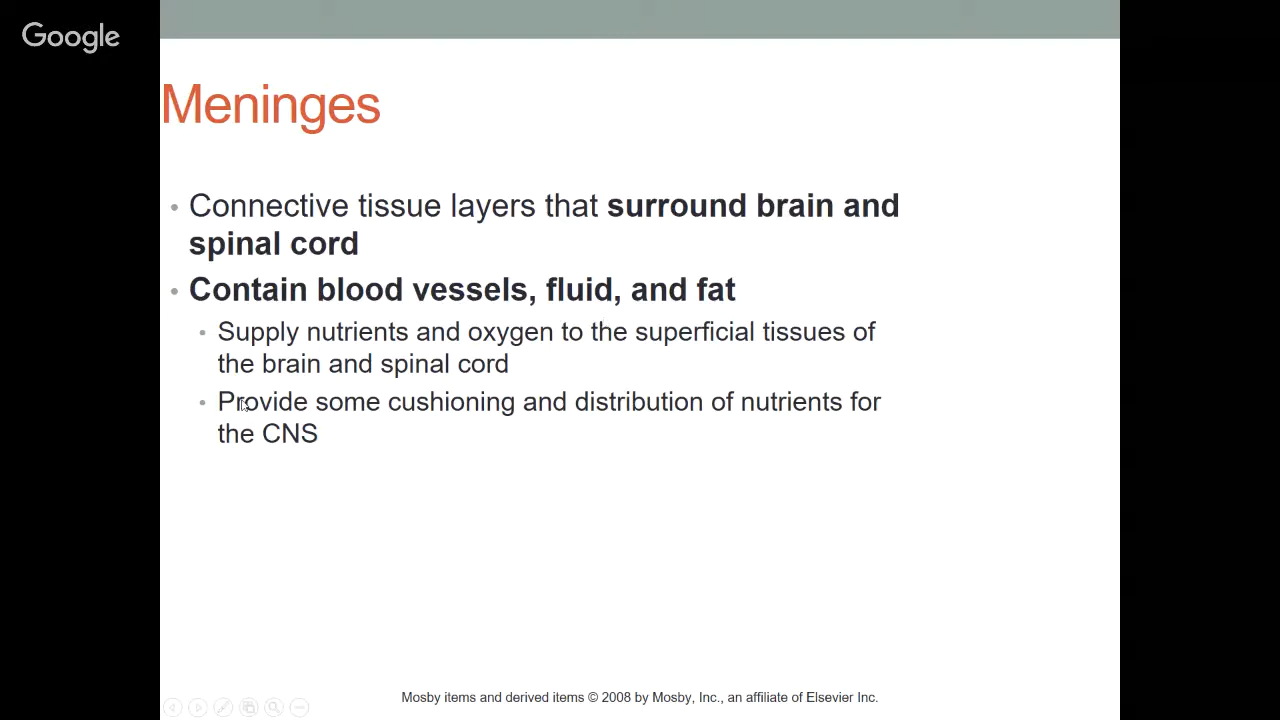 Google
Meninges
• Connective tissue layers that surround brain and
spinal cord
• Contain blood vessels, fluid, and fat
• Supply nutrients and oxygen to the superficial tissues of
the brain and spinal cord
• Provide some cushioning and distribution of nutrients for
the CNS
Mosby items and derived items © 2008 by Mosby, Inc., an affiliate of Elsevier Inc.